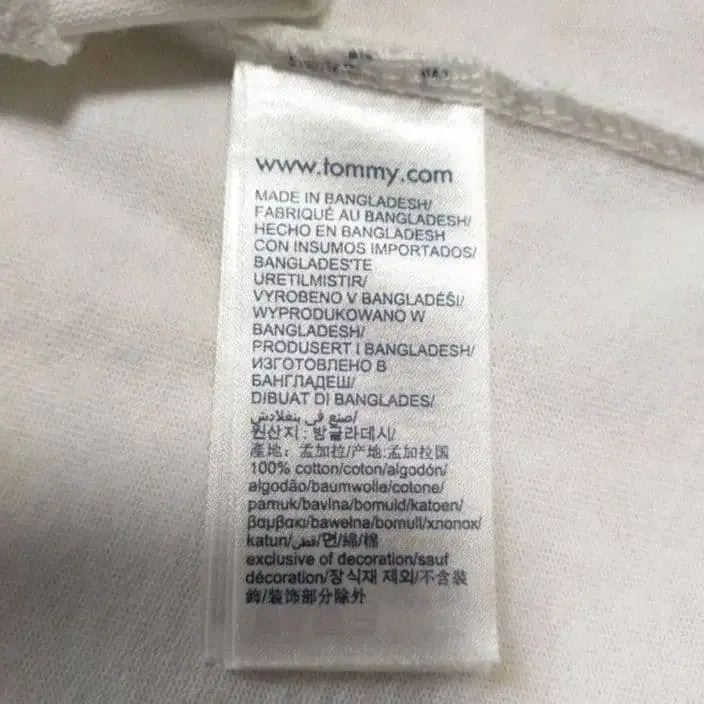 www.tommy.com
MADE IN BANGLADESH/
FABRIQUÉ AU BANGLADESH/
HECHO EN BANGLADESH
CON INSUMOS IMPORTADOS/
BANGLADES'TE
URETILMISTIR/
VYROBENO V BANGLADÉŠI/
WYPRODUKOWANO W
BANGLADESH/
PRODUSERT I BANGLADESH/
ИЗГОТОВЛЕНО В
БАНГЛАДЕШ/
DIBUAT DI BANGLADES/
صنع في بنغلادش/
원산지 : 방글라데시/
產地: 孟加拉/产地:孟加拉国
100% cotton/coton/algodón/
algodão/baumwolle/cotone/
pamuk/bavlna/bomuld/katoen/
βαμβακι/bawełna/bomull/хлопок/
katun/قطن/면/綿/棉
exclusive of decoration/sauf
décoration/장식재 제외/不含裝
飾/装饰部分除外